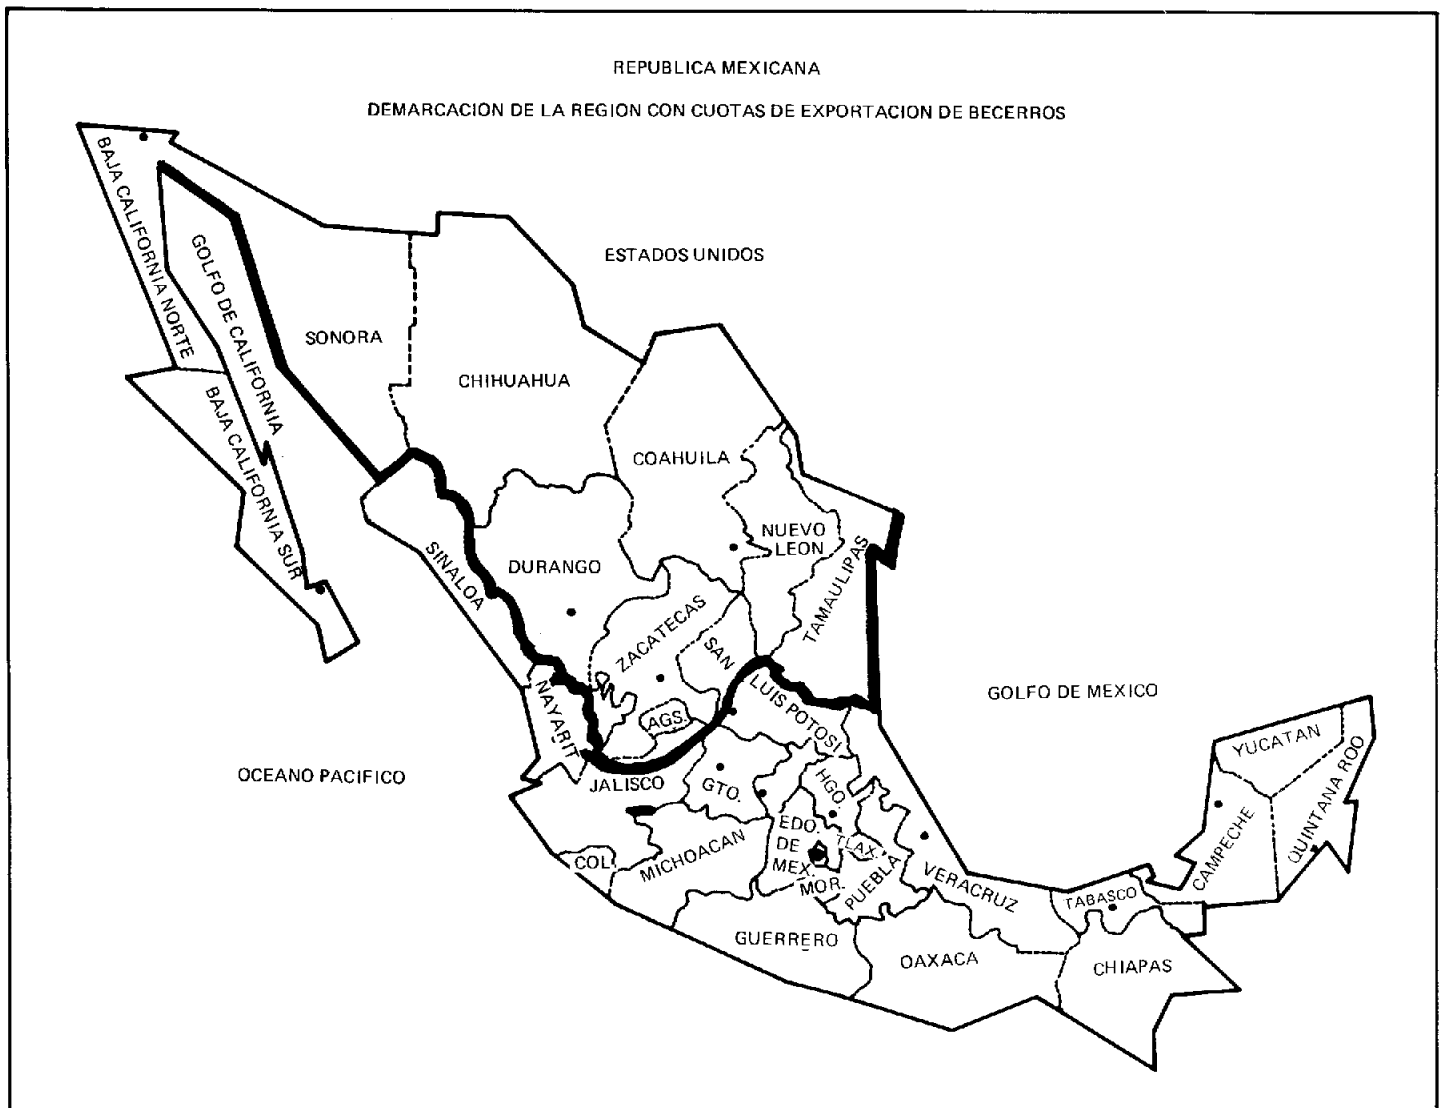 REPUBLICA MEXICANA
DEMARCACION DE LA REGION CON CUOTAS DE EXPORTACION DE BECERROS
BAJA CALIFORNIA NORTE
GOLFO DE CALIFORNIA
ESTADOS UNIDOS
SONORA
CHIHUAHUA
BAJA CALIFORNIA SUR
COAHUILA
NUEVO
LEON
TAMAULIPAS
SINALOA
DURANGO
ZACATECAS
SAN
LUIS POTOSI
NAYARIT
AGS.
GOLFO DE MEXICO
OCEANO PACIFICO
JALISCO
GTO.
HGO.
YUCATAN
QUINTANA ROO
CAMPECHE
COL.
MICHOACAN
EDO.
DE
MEX.
TLAX.
MOR.
PUEBLA
VERACRUZ
TABASCO
GUERRERO
OAXACA
CHIAPAS